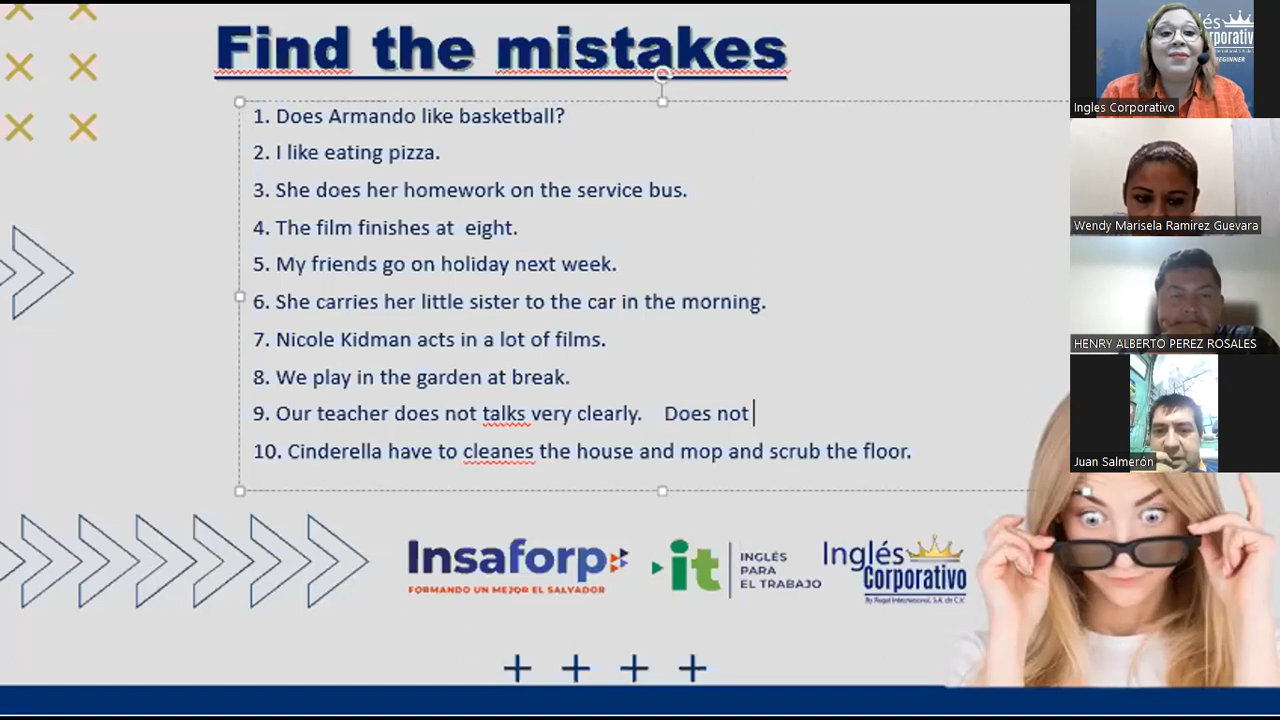 Find the mistakes
1. Does Armando like basketball?
2. I like eating pizza.
3. She does her homework on the service bus.
4. The film finishes at  eight.
5. My friends go on holiday next week.
6. She carries her little sister to the car in the morning.
7. Nicole Kidman acts in a lot of films.
8. We play in the garden at break.
9. Our teacher does not talks very clearly.    Does not
10. Cinderella have to cleanes the house and mop and scrub the floor.
Insaforp
FORMANDO UN MEJOR EL SALVADOR
it
INGLÉS
PARA
EL TRABAJO
Inglés
Corporativo
By Regal International, S.A. de C.V.
Ingles Corporativo
Wendy Marisela Ramirez Guevara
HENRY ALBERTO PEREZ ROSALES
Juan Salmerón